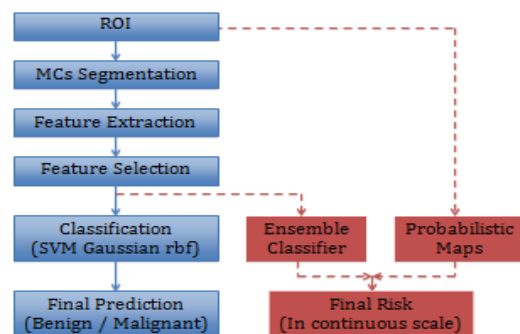 ROI
MCs Segmentation
Feature Extraction
Feature Selection
Classification
(SVM Gaussian rbf)
Ensemble
Classifier
Probabilistic
Maps
Final Prediction
(Benign / Malignant)
Final Risk
(In continuous scale)